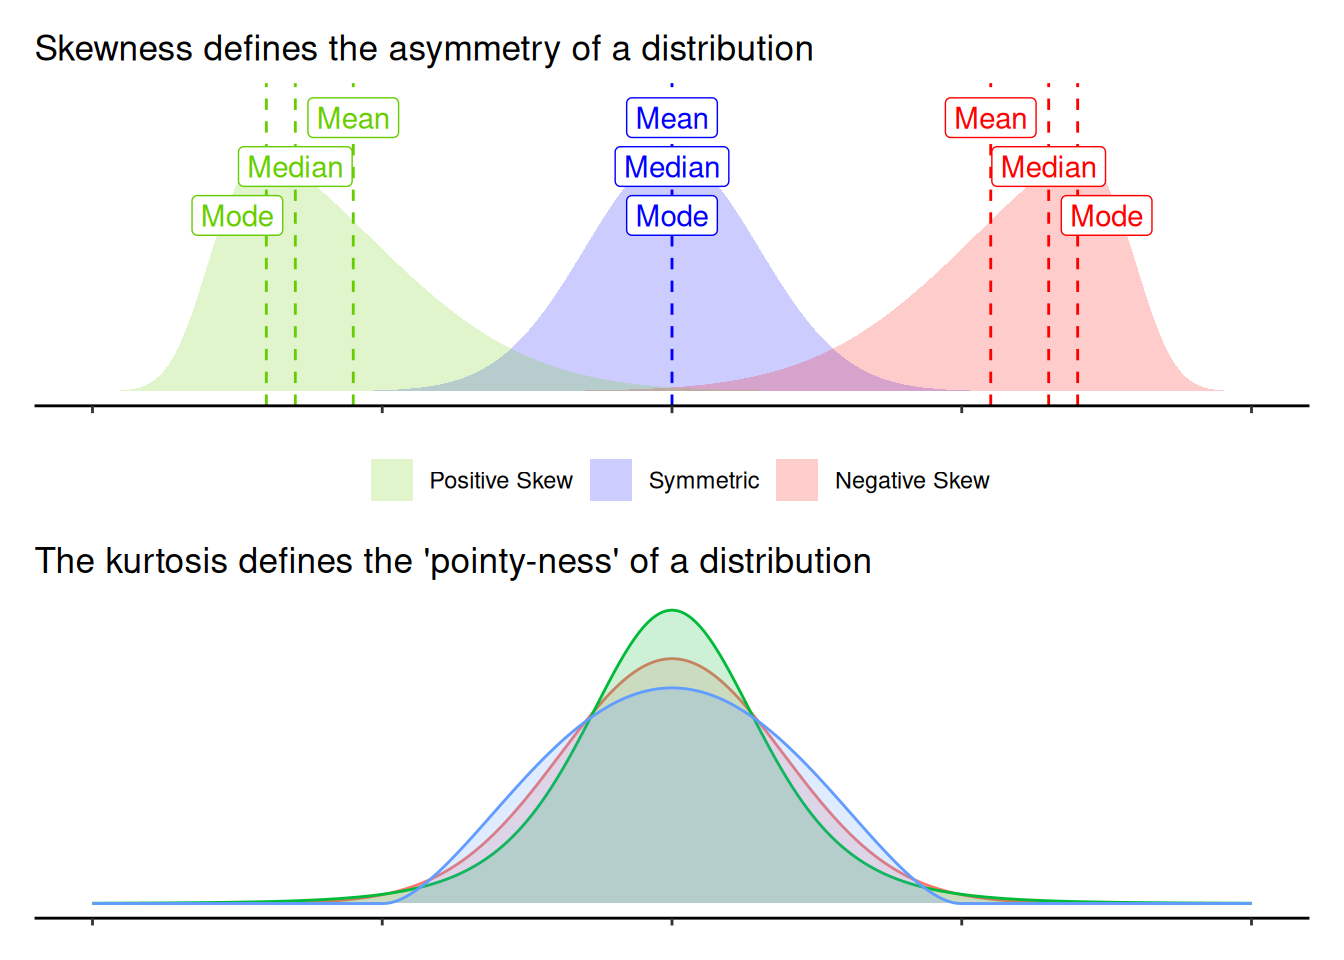 Skewness defines the asymmetry of a distribution
Mean Mean Mean
Median Median Median
Mode Mode Mode
Positive Skew Symmetric Negative Skew
The kurtosis defines the 'pointy-ness' of a distribution